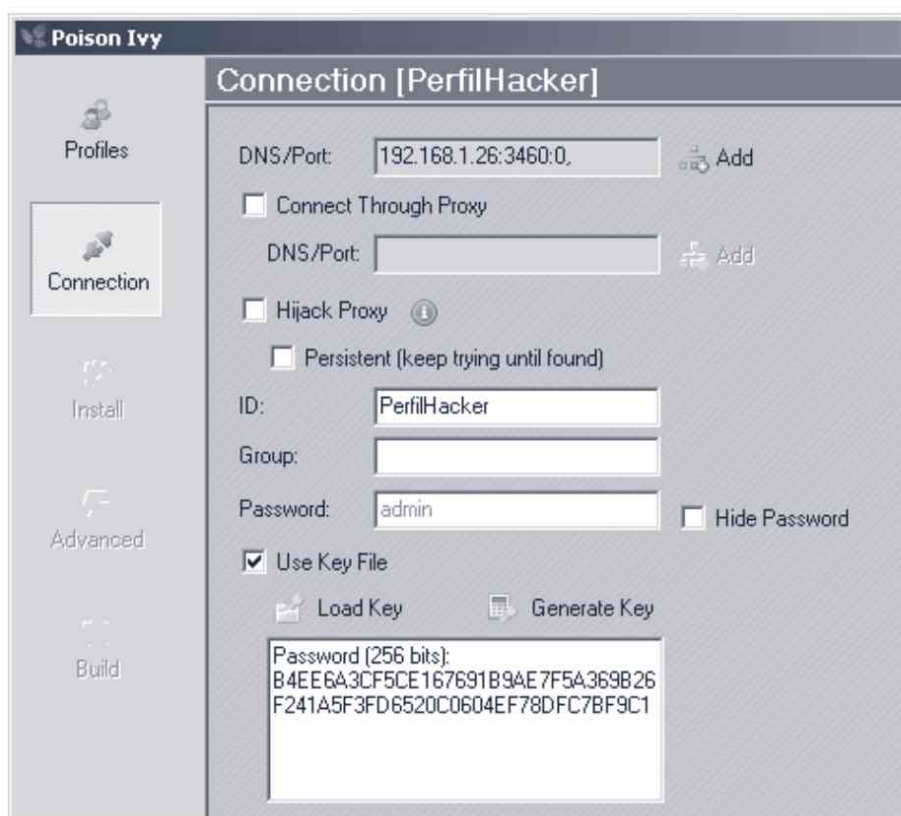 Poison Ivy
Connection [PerfilHacker]
Profiles
DNS/Port: 192.168.1.26:3460:0, Add
Connect Through Proxy
DNS/Port: Add
Connection
Hijack Proxy
Persistent (keep trying until found)
Install
ID: PerfilHacker
Group:
Password: admin Hide Password
Advanced
Use Key File
Load Key Generate Key
Build
Password (256 bits):
B4EE6A3CF5CE167691B9AE7F5A369B26
F241A5F3FD6520C0604EF78DFC7BF9C1